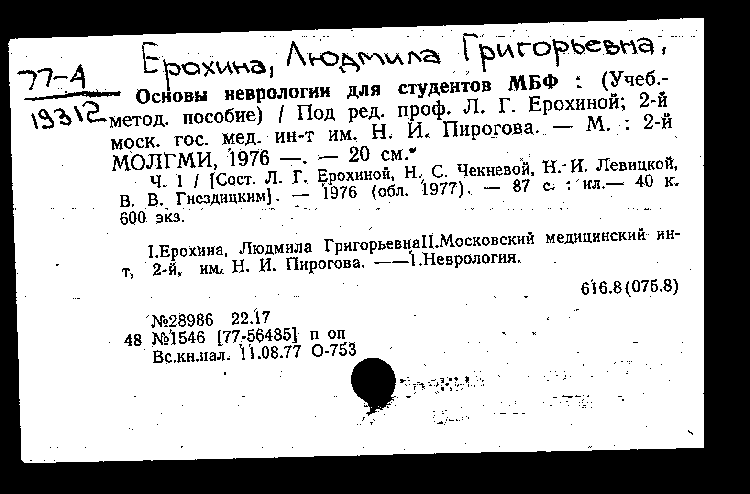 Ерохина, Людмила Григорьевна,
77-4
19312
Основы неврологии для студентов МБФ : (Учеб.-
метод. пособие) / Под ред. проф. Л. Г. Ерохиной; 2-й
моск. гос. мед. ин-т им. Н. И. Пирогова. — М. : 2-й
МОЛГМИ, 1976 —. — 20 см.
Ч. 1 / [Сост. Л. Г. Ерохиной, Н. С. Чекневой, Н. И. Левицкой,
В. В. Гнездицким]. — 1976 (обл. 1977). — 87 с. : ил.— 40 к.
600 экз.
I.Ерохина, Людмила ГригорьевнаII.Московский медицинский ин-
т, 2-й, им. Н. И. Пирогова. ——1.Неврология.
616.8(075.8)
№28986 22.17
48 №1546 [77-56485] п оп
Вс.кн.пал. 11.08.77 О-753